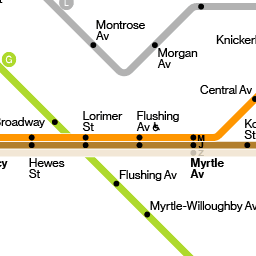 L
Montrose
Av
Morgan
Av
Knicker
G
Central Av
Broadway
Lorimer
St
Flushing
Av
Ko
St
M
J
Z
cy
Hewes
St
Myrtle
Av
Flushing Av
Myrtle-Willoughby Av